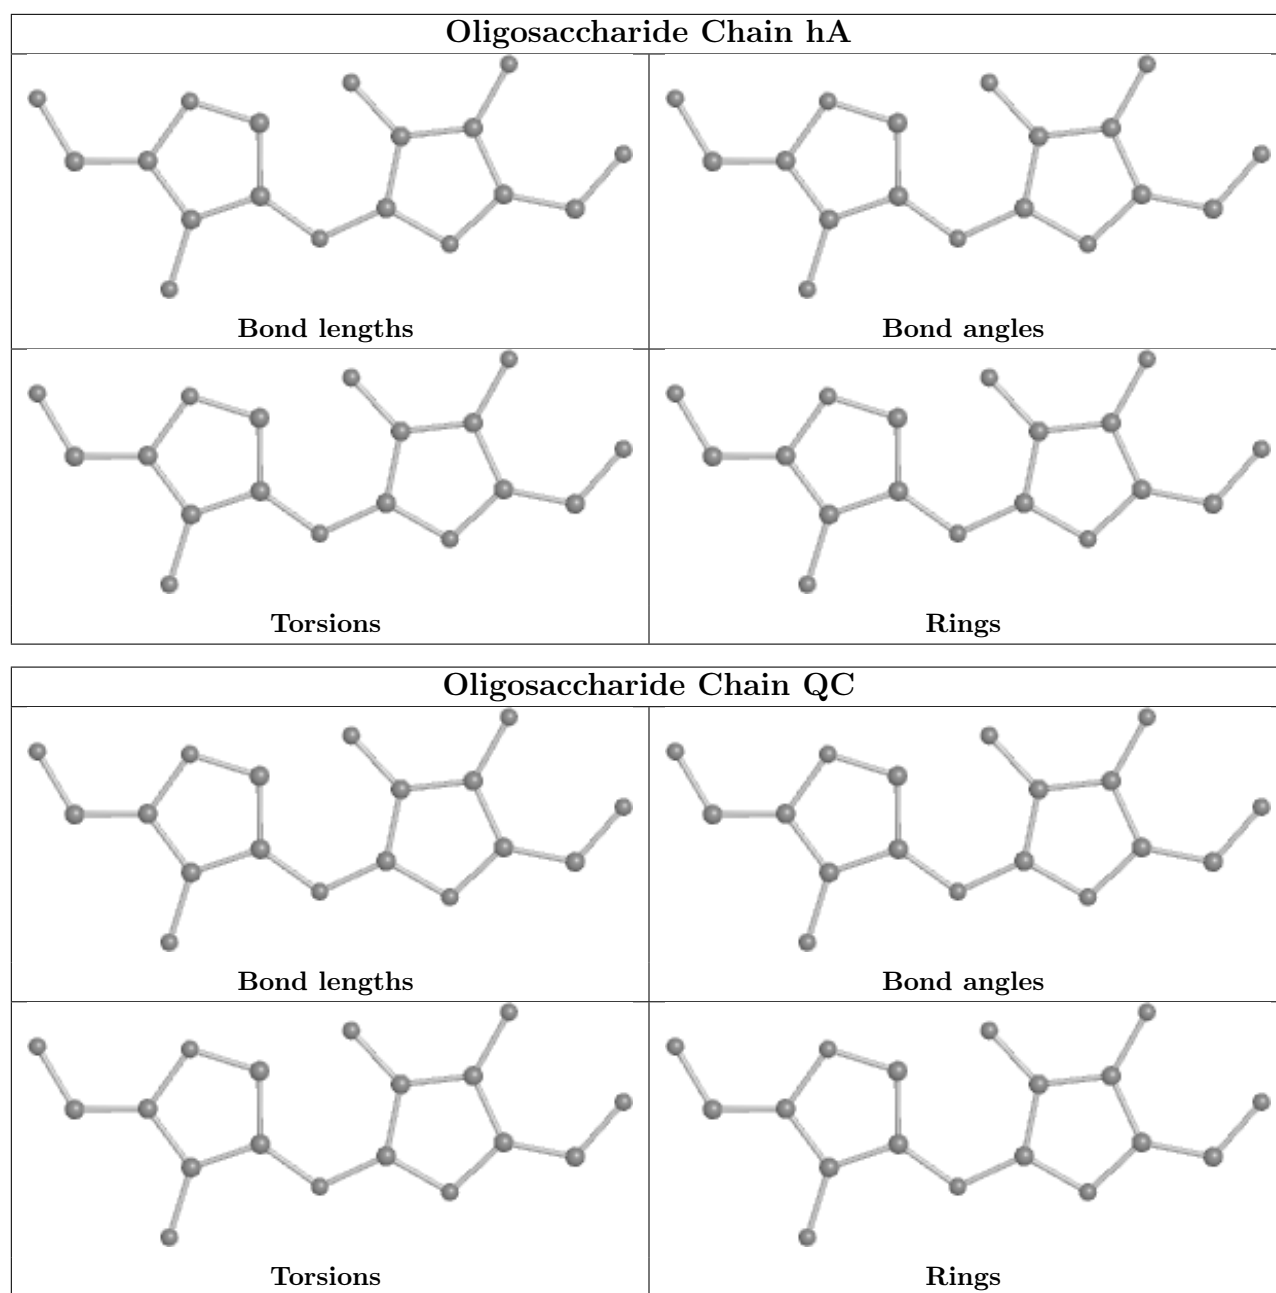 Oligosaccharide Chain hA
Bond lengths
Bond angles
Torsions
Rings
Oligosaccharide Chain QC
Bond lengths
Bond angles
Torsions
Rings